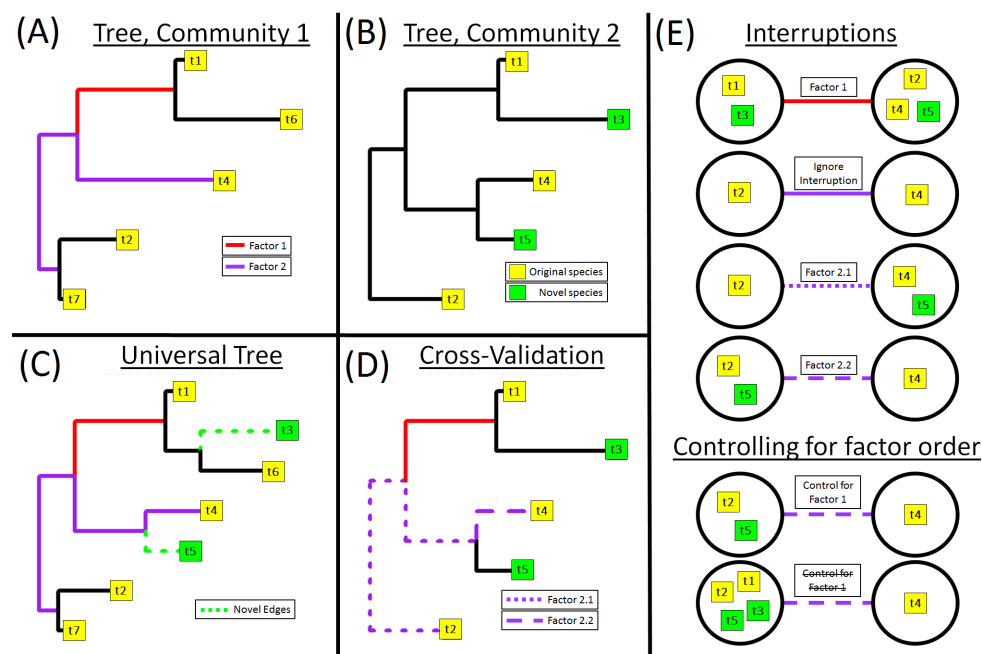 (A) Tree, Community 1
t1
t6
t4
t2
t7
Factor 1
Factor 2
(B) Tree, Community 2
t1
t3
t4
t5
t2
Original species
Novel species
(C) Universal Tree
t1
t3
t6
t4
t5
t2
t7
Novel Edges
(D) Cross-Validation
t1
t3
t4
t5
t2
Factor 2.1
Factor 2.2
(E) Interruptions
t1
t3
Factor 1
t2
t4
t5
t2
Ignore
Interruption
t4
t2
Factor 2.1
t4
t5
t2
t5
Factor 2.2
t4
Controlling for factor order
t2
t5
Control for
Factor 1
t4
t2
t1
t5
t3
Control for
Factor 1
t4